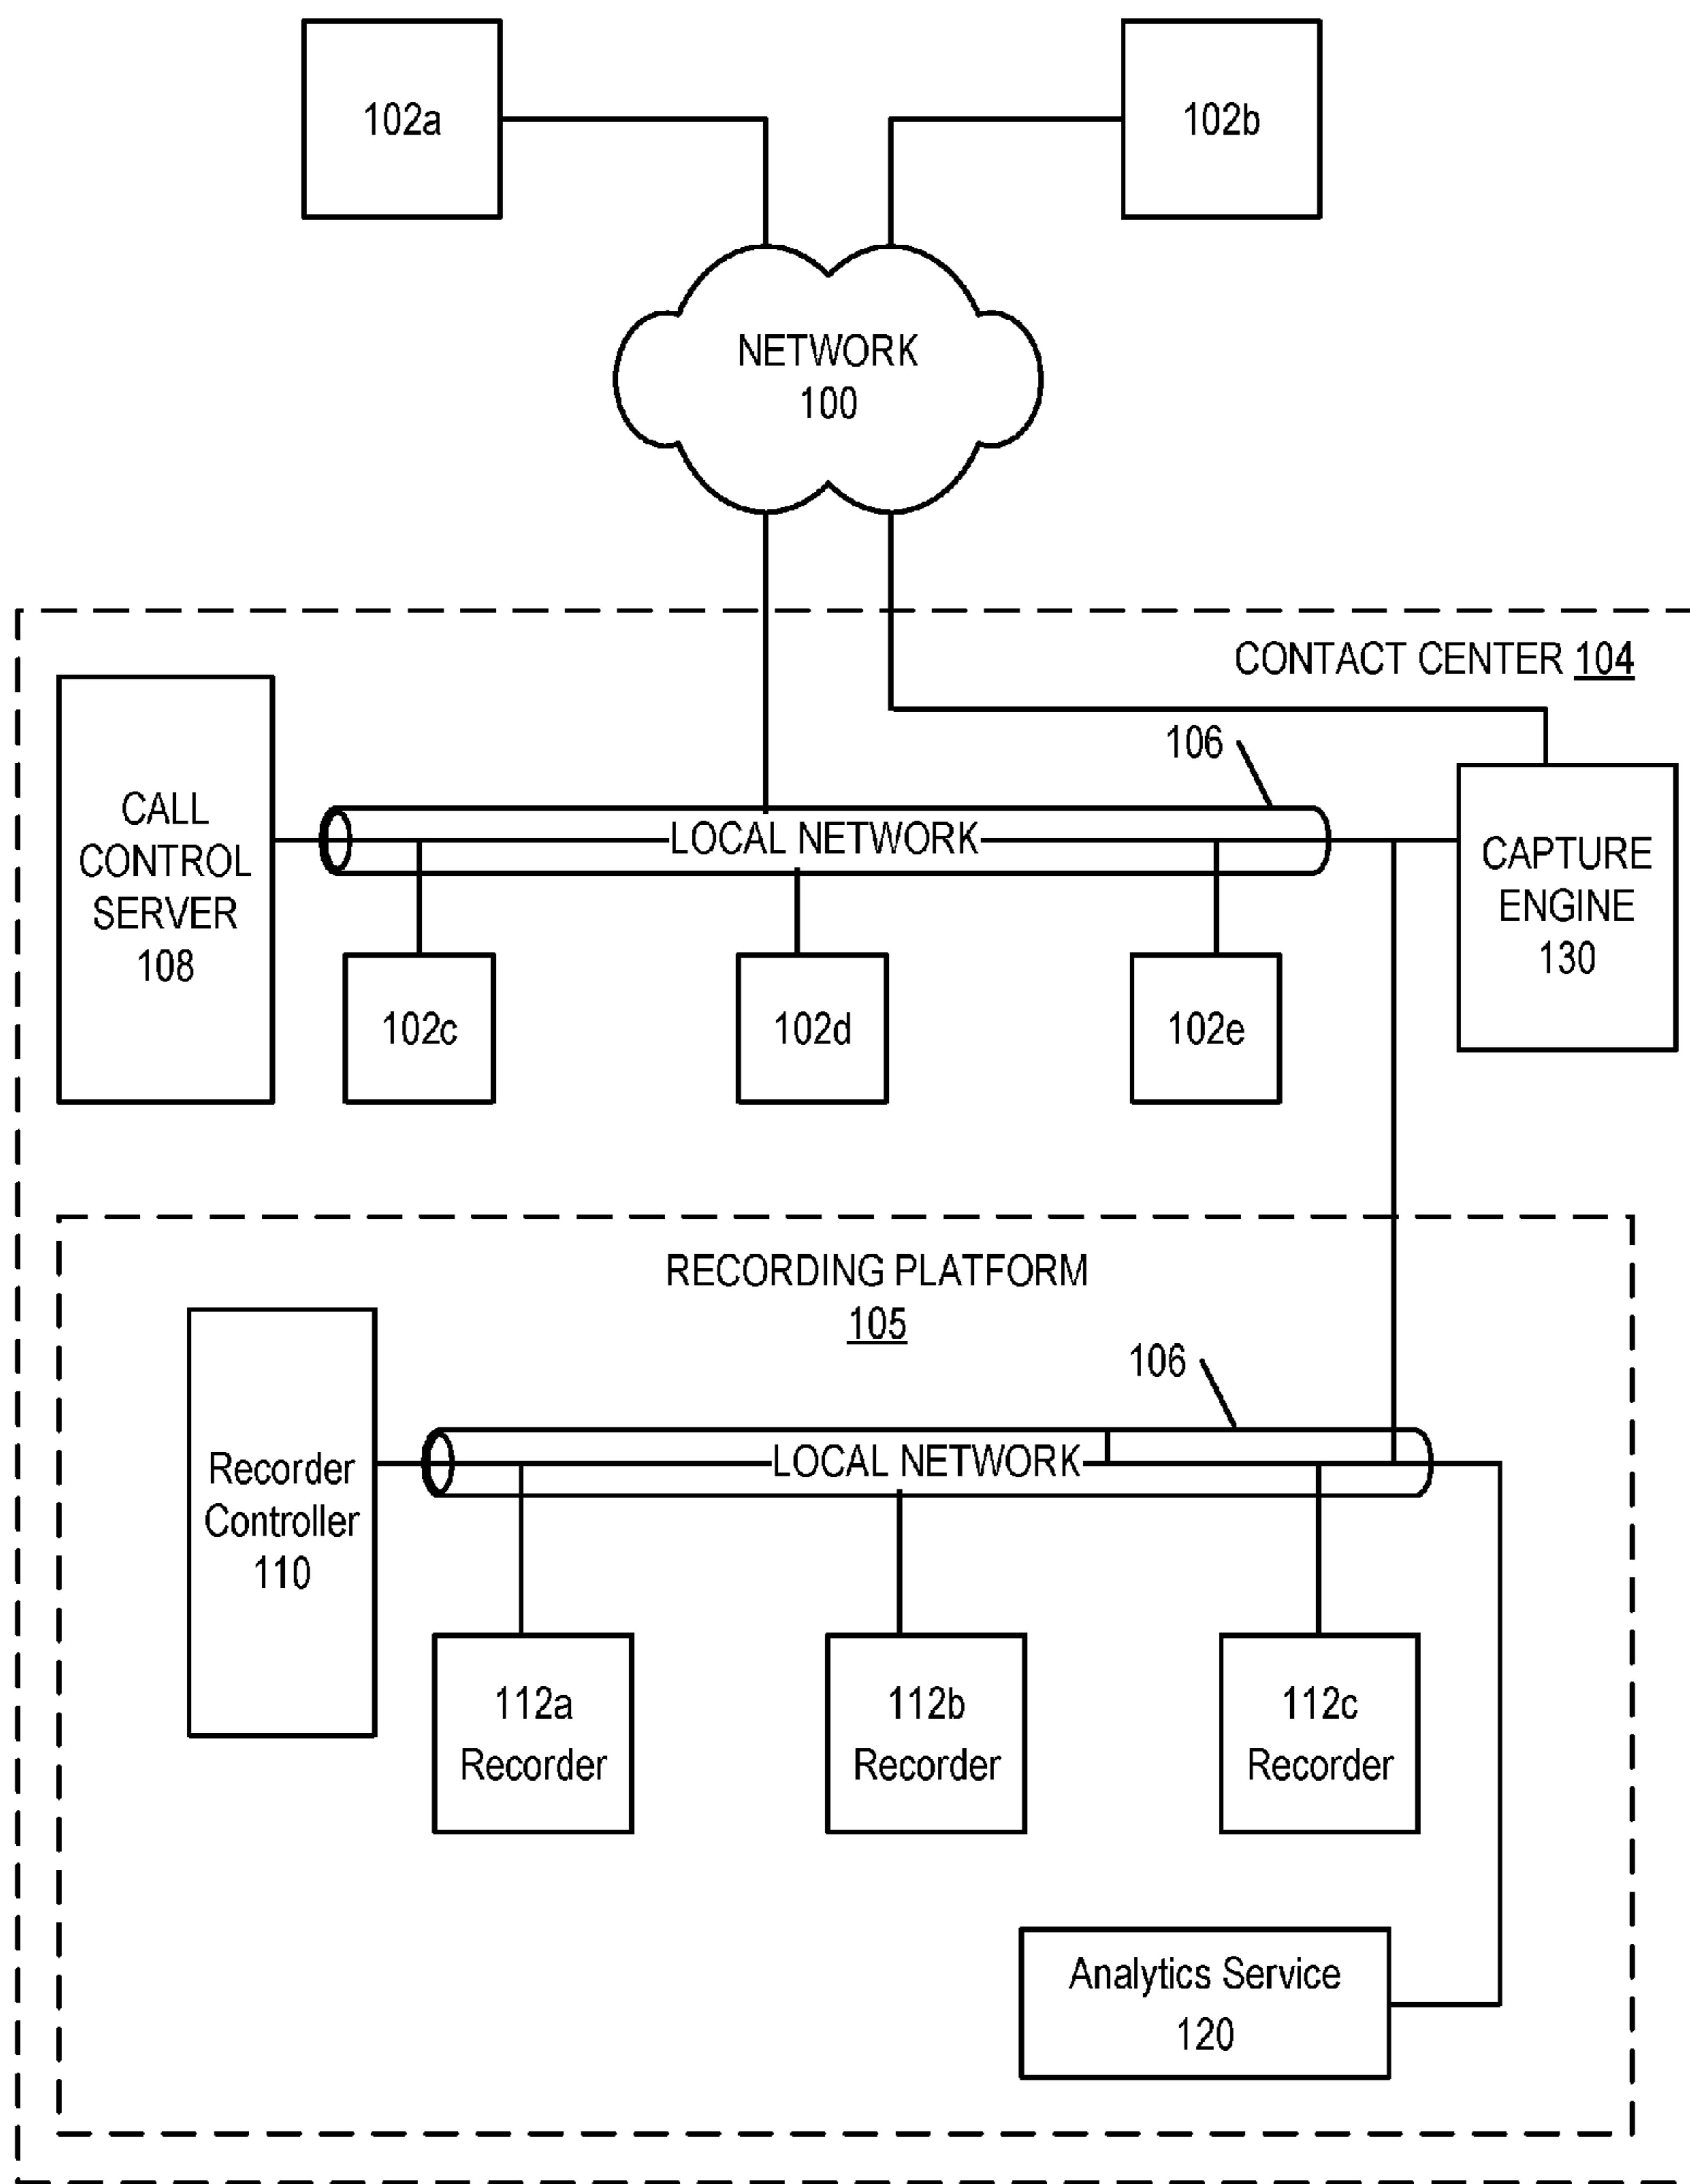 102a
102b
NETWORK
100
CONTACT CENTER 104
106
CALL
CONTROL
SERVER
108
LOCAL NETWORK
CAPTURE
ENGINE
130
102c
102d
102e
RECORDING PLATFORM
105
106
Recorder
Controller
110
LOCAL NETWORK
112a
Recorder
112b
Recorder
112c
Recorder
Analytics Service
120